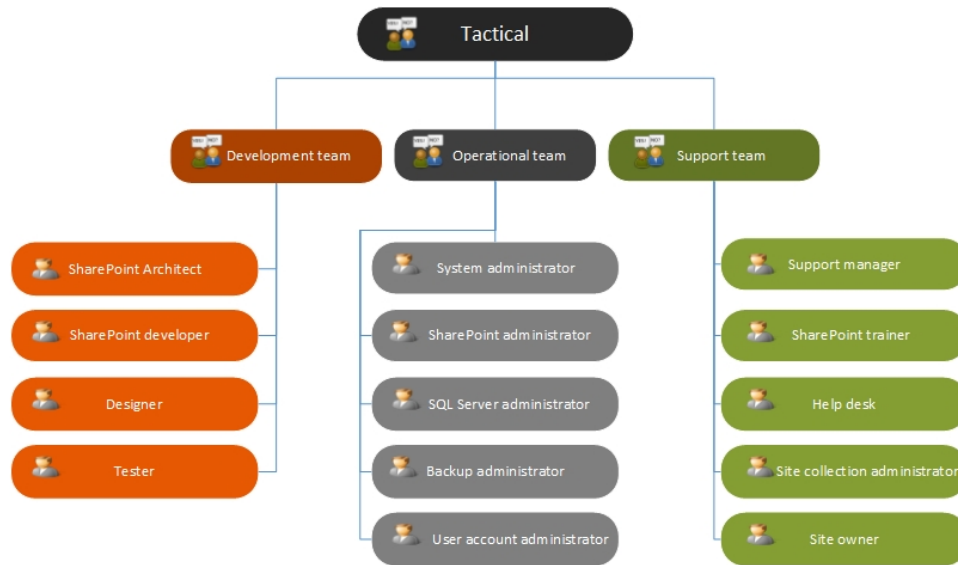 Tactical
Development team
Operational team
Support team
SharePoint Architect
SharePoint developer
Designer
Tester
System administrator
SharePoint administrator
SQL Server administrator
Backup administrator
User account administrator
Support manager
SharePoint trainer
Help desk
Site collection administrator
Site owner